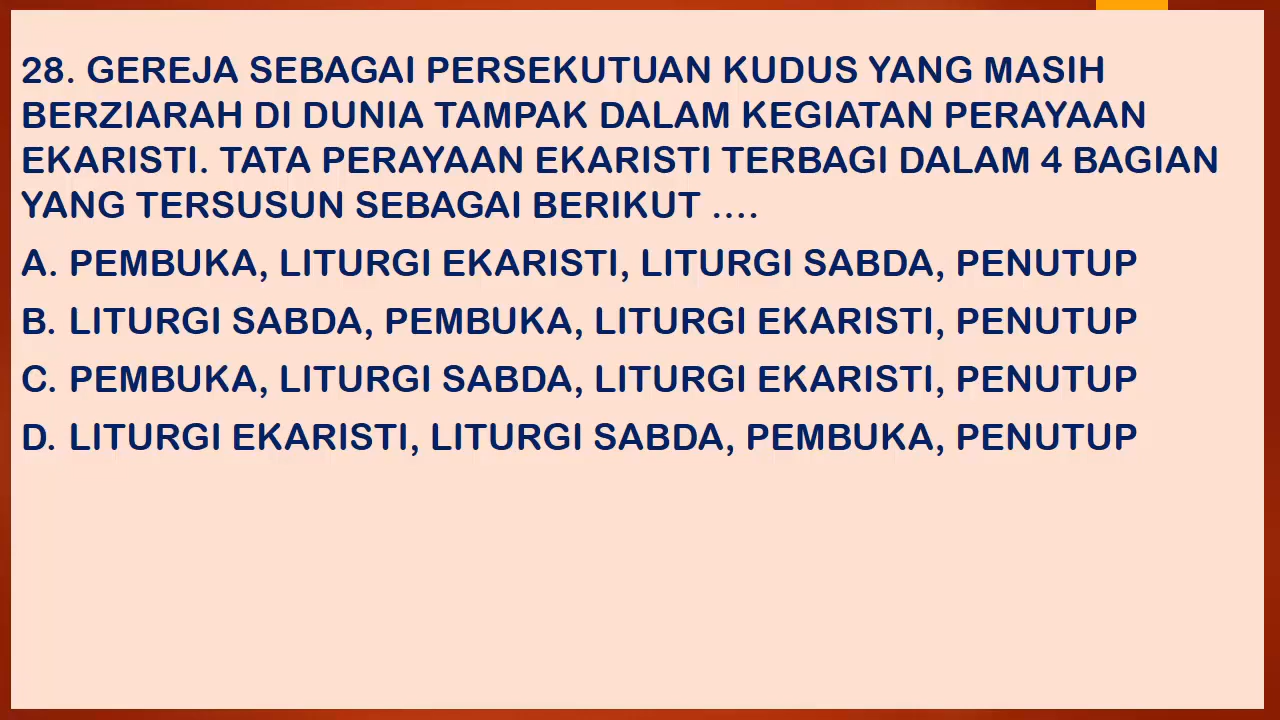 28. GEREJA SEBAGAI PERSEKUTUAN KUDUS YANG MASIH
BERZIARAH DI DUNIA TAMPAK DALAM KEGIATAN PERAYAAN
EKARISTI. TATA PERAYAAN EKARISTI TERBAGI DALAM 4 BAGIAN
YANG TERSUSUN SEBAGAI BERIKUT ....
A. PEMBUKA, LITURGI EKARISTI, LITURGI SABDA, PENUTUP
B. LITURGI SABDA, PEMBUKA, LITURGI EKARISTI, PENUTUP
C. PEMBUKA, LITURGI SABDA, LITURGI EKARISTI, PENUTUP
D. LITURGI EKARISTI, LITURGI SABDA, PEMBUKA, PENUTUP